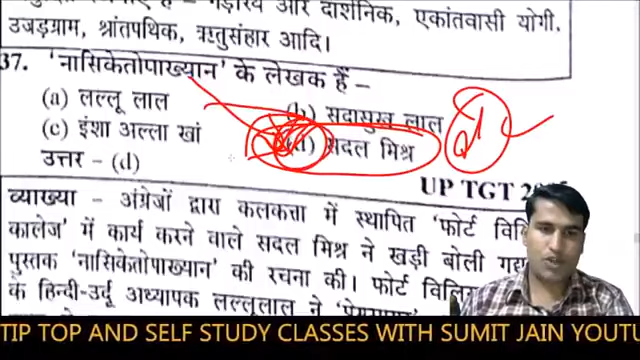 और दार्शनिक, एकांतवासी योगी.
उजड़ग्राम, श्रांतपथिक, ऋतुसंहार आदि।
37. 'नासिकेतोपाख्यान' के लेखक हैं –
(a) लल्लू लाल (b) सदासुख लाल
(c) इंशा अल्ला खां (d) सदल मिश्र
उत्तर – (d)
d
UP TGT
व्याख्या – अंग्रेजों द्वारा कलकत्ता में स्थापित 'फोर्ट
कालेज' में कार्य करने वाले सदल मिश्र ने खड़ी बोली
पुस्तक 'नासिकेतोपाख्यान' की रचना की। फोर्ट
के हिन्दी-उर्दू अध्यापक लल्लूलाल ने
TIP TOP AND SELF STUDY CLASSES WITH SUMIT JAIN YOUTU